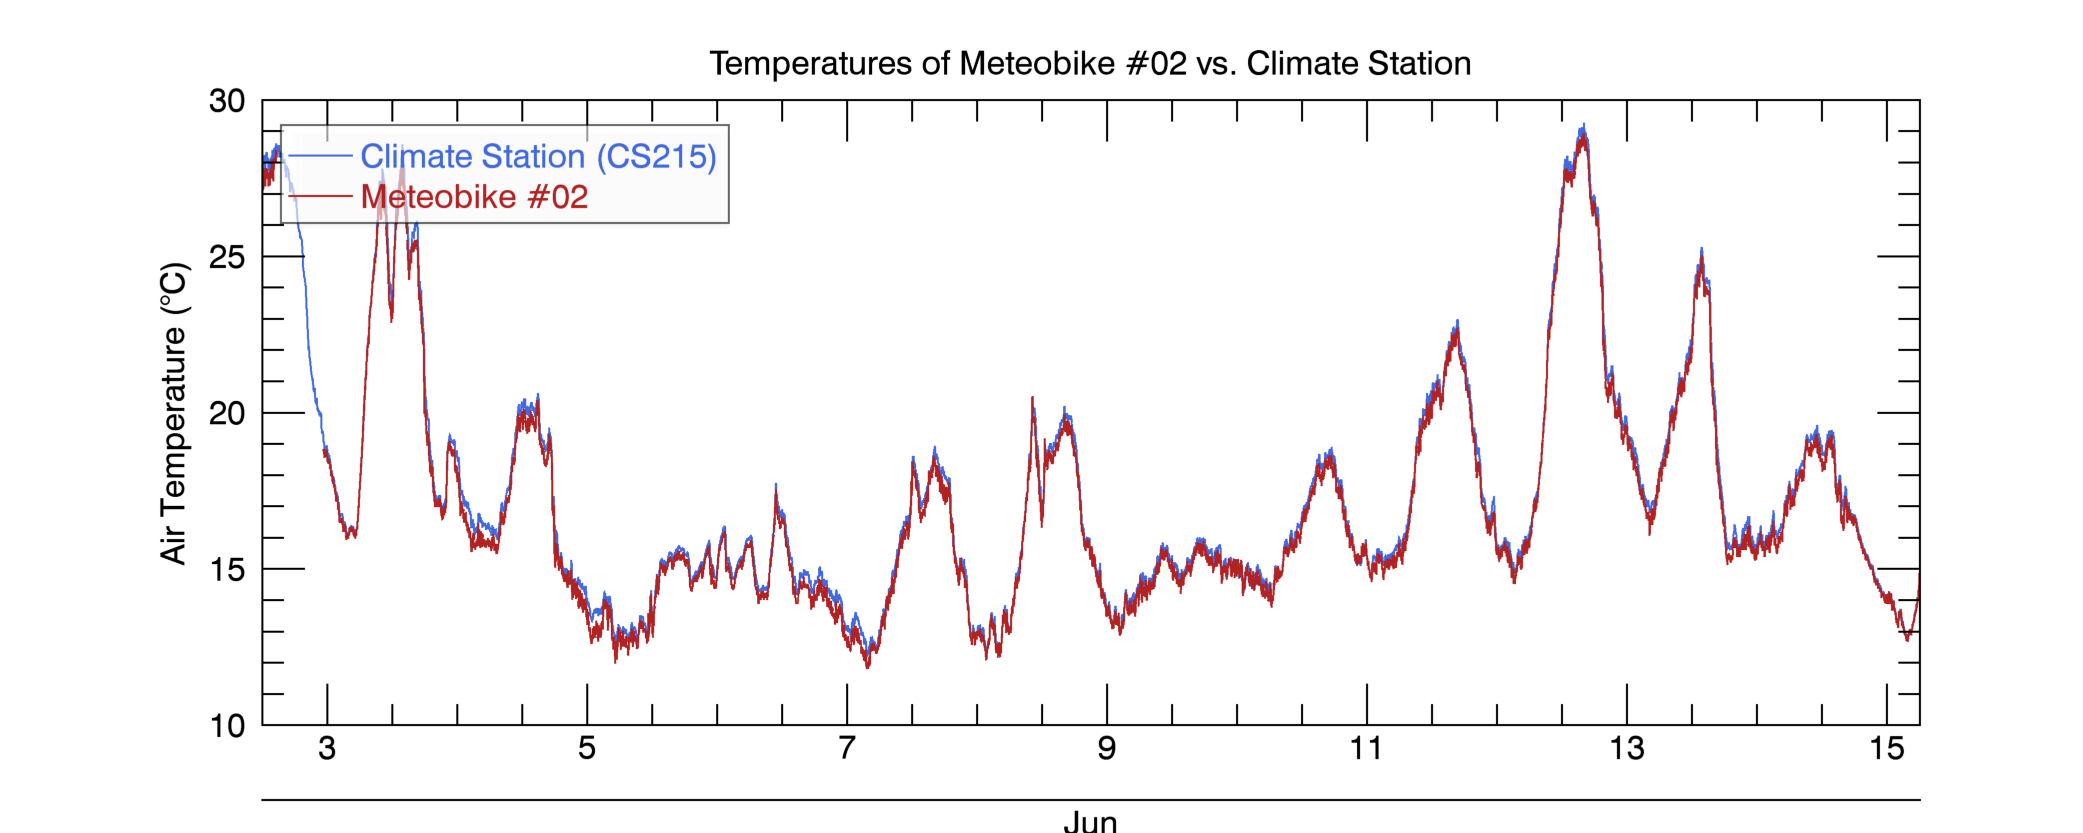 Temperatures of Meteobike #02 vs. Climate Station
30
Climate Station (CS215)
Meteobike #02
25
Air Temperature (°C)
20
15
10
3 5 7 9 11 13 15
Jun